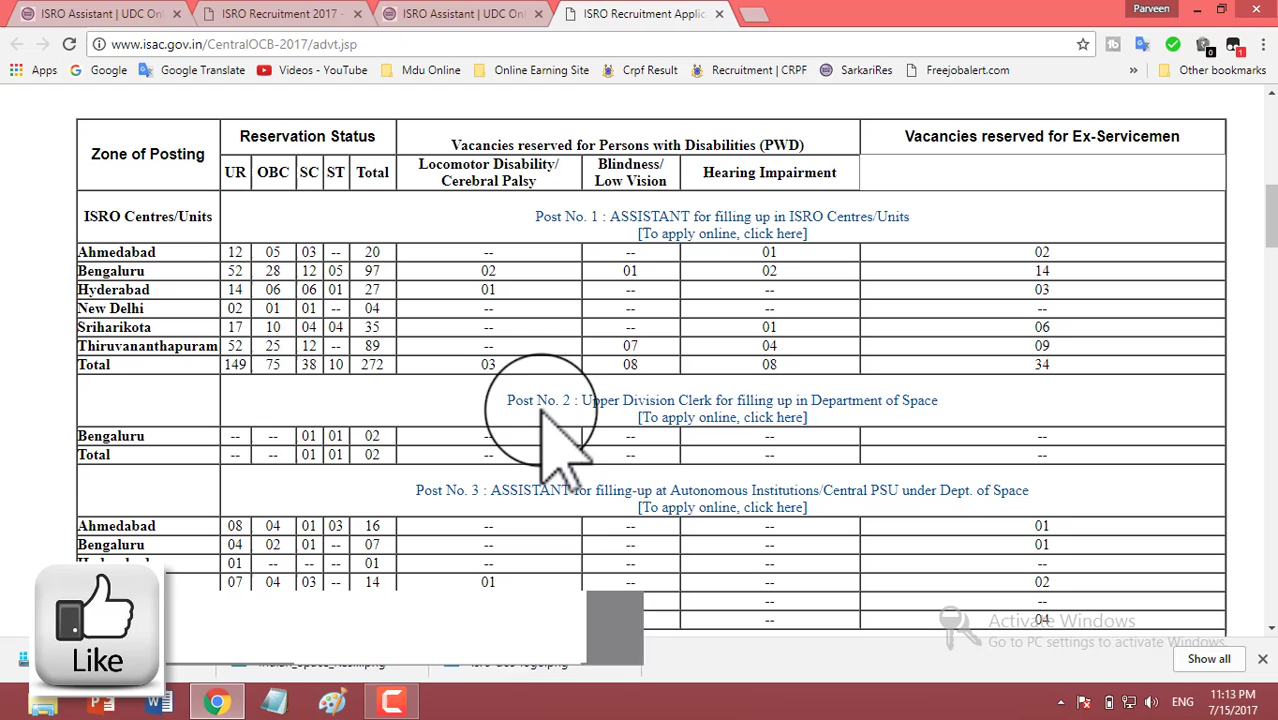 ISRO Assistant | UDC Onl
ISRO Recruitment 2017 -
ISRO Assistant | UDC Onl
ISRO Recruitment Applic
Parveen
www.isac.gov.in/CentralOCB-2017/advt.jsp
Apps Google Google Translate Videos - YouTube Mdu Online Online Earning Site Crpf Result Recruitment | CRPF SarkariRes Freejobalert.com » Other bookmarks
Zone of Posting Reservation Status Vacancies reserved for Persons with Disabilities (PWD) Vacancies reserved for Ex-Servicemen
UR OBC SC ST Total Locomotor Disability/ Cerebral Palsy Blindness/ Low Vision Hearing Impairment
ISRO Centres/Units Post No. 1 : ASSISTANT for filling up in ISRO Centres/Units
[To apply online, click here]
Ahmedabad 12 05 03 -- 20 -- -- 01 02
Bengaluru 52 28 12 05 97 02 01 02 14
Hyderabad 14 06 06 01 27 01 -- -- 03
New Delhi 02 01 01 -- 04 -- -- -- --
Sriharikota 17 10 04 04 35 -- -- 01 06
Thiruvananthapuram 52 25 12 -- 89 -- 07 04 09
Total 149 75 38 10 272 03 08 08 34
Post No. 2 : Upper Division Clerk for filling up in Department of Space
[To apply online, click here]
Bengaluru -- -- 01 01 02 -- -- -- --
Total -- -- 01 01 02 -- -- -- --
Post No. 3 : ASSISTANT for filling-up at Autonomous Institutions/Central PSU under Dept. of Space
[To apply online, click here]
Ahmedabad 08 04 01 03 16 -- -- -- 01
Bengaluru 04 02 01 -- 07 -- -- -- 01
01 -- -- -- 01 -- -- -- --
07 04 03 -- 14 01 -- -- 02
-- --
-- 04
Activate Windows
Go to PC settings to activate Windows.
Like
Show all
ENG
11:13 PM
7/15/2017